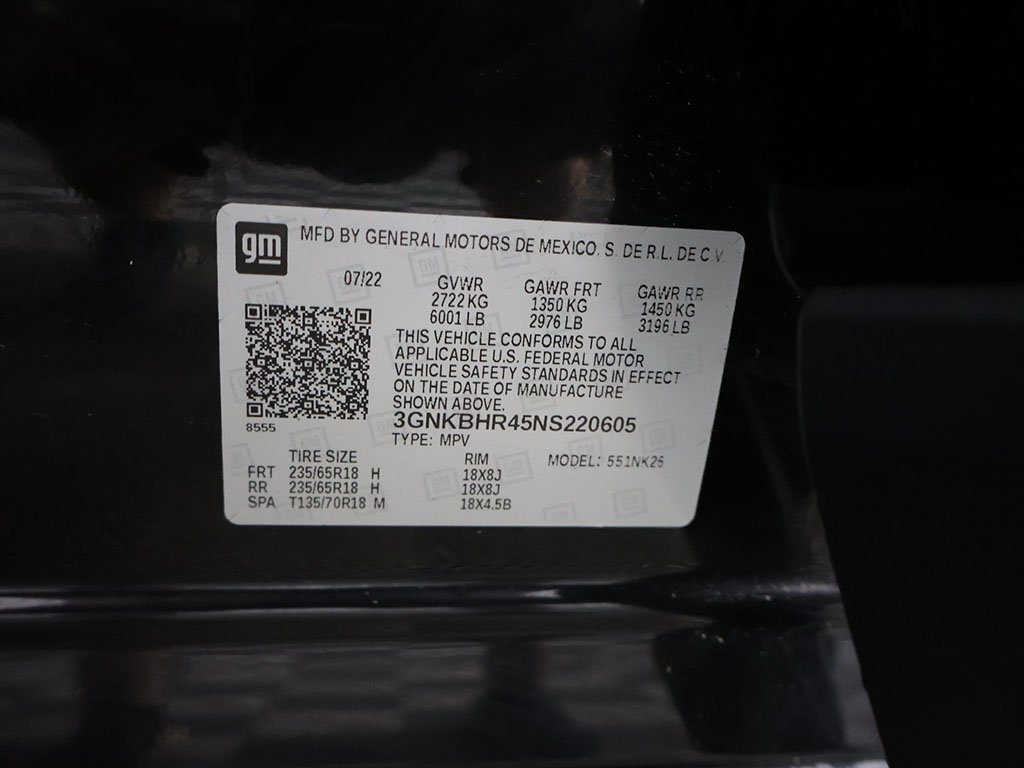 gm MFD BY GENERAL MOTORS DE MEXICO, S. DE R.L. DE C.V.
07/22 GVWR GAWR FRT GAWR RR
2722 KG 1350 KG 1450 KG
6001 LB 2976 LB 3196 LB
THIS VEHICLE CONFORMS TO ALL
APPLICABLE U.S. FEDERAL MOTOR
VEHICLE SAFETY STANDARDS IN EFFECT
ON THE DATE OF MANUFACTURE
SHOWN ABOVE.
8555 3GNKBHR45NS220605
TYPE: MPV
TIRE SIZE RIM MODEL: 551NK26
FRT 235/65R18 H 18X8J
RR 235/65R18 H 18X8J
SPA T135/70R18 M 18X4.5B